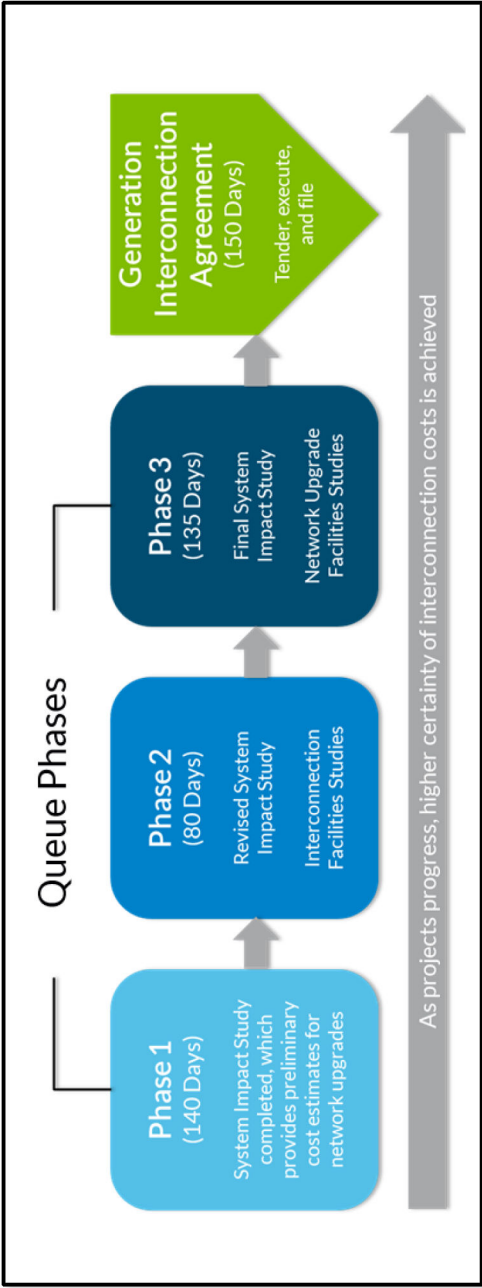 Queue Phases
Phase 1
(140 Days)
System Impact Study
completed, which
provides preliminary
cost estimates for
network upgrades
Phase 2
(80 Days)
Revised System
Impact Study
Interconnection
Facilities Studies
Phase 3
(135 Days)
Final System
Impact Study
Network Upgrade
Facilities Studies
Generation
Interconnection
Agreement
(150 Days)
Tender, execute,
and file
As projects progress, higher certainty of interconnection costs is achieved